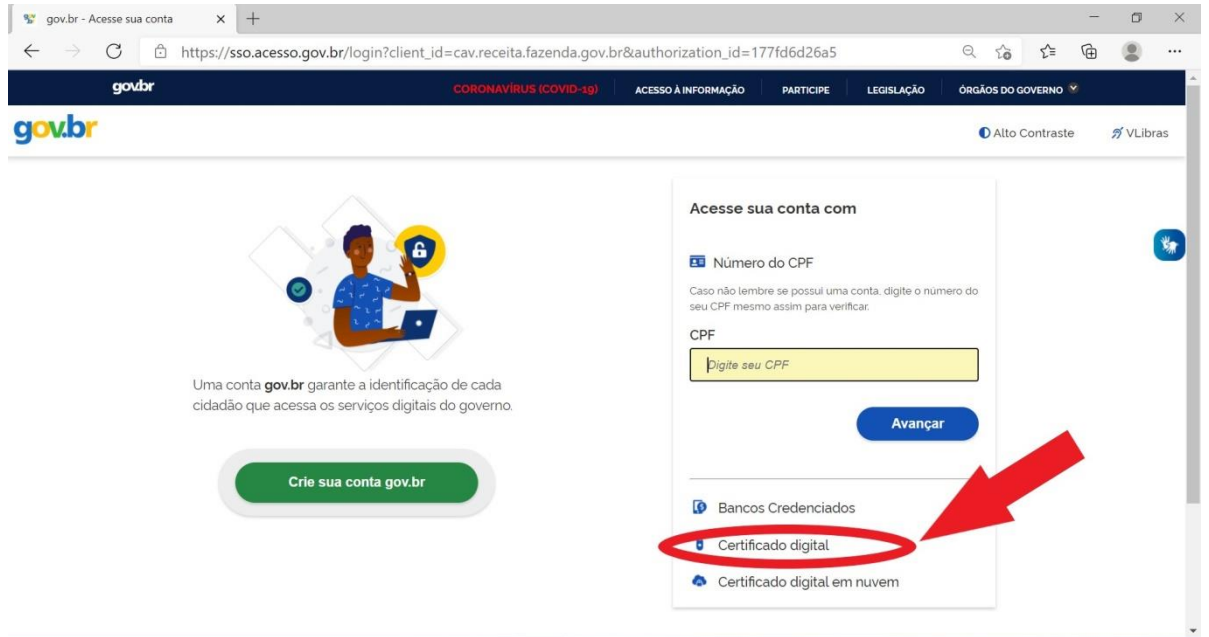 gov.br - Acesse sua conta
https://sso.acesso.gov.br/login?client_id=cav.receita.fazenda.gov.br&authorization_id=177fd6d26a5
gov.br
CORONAVÍRUS (COVID-19)
ACESSO À INFORMAÇÃO
PARTICIPE
LEGISLAÇÃO
ÓRGÃOS DO GOVERNO
gov.br
Alto Contraste
VLibras
Uma conta gov.br garante a identificação de cada
cidadão que acessa os serviços digitais do governo.
Crie sua conta gov.br
Acesse sua conta com
Número do CPF
Caso não lembre se possui uma conta, digite o número do
seu CPF mesmo assim para verificar.
CPF
Digite seu CPF
Avançar
Bancos Credenciados
Certificado digital
Certificado digital em nuvem